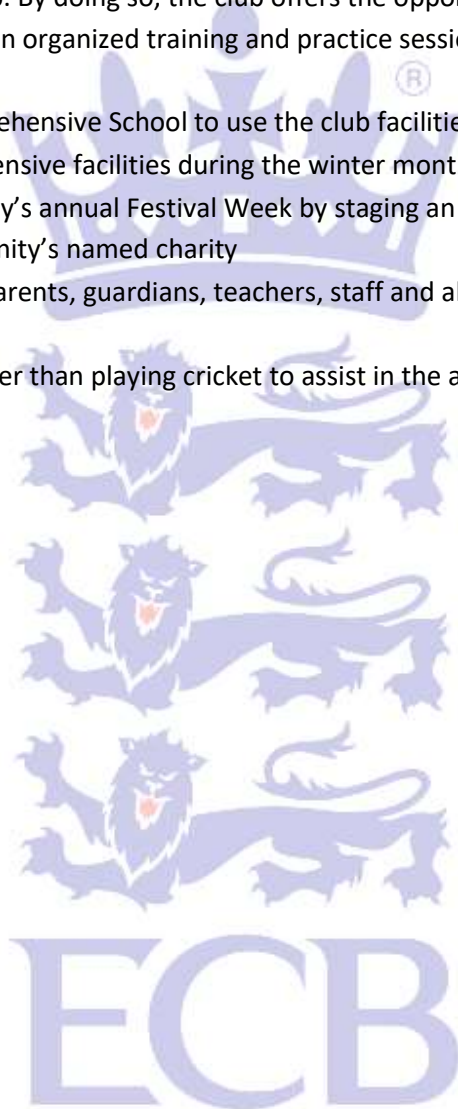 . By doing so, the club offers the oppo
n organized training and practice sessi
®
ehensive School to use the club facilitie
ensive facilities during the winter mont
y’s annual Festival Week by staging an
nity’s named charity
arents, guardians, teachers, staff and al
er than playing cricket to assist in the a
ECB